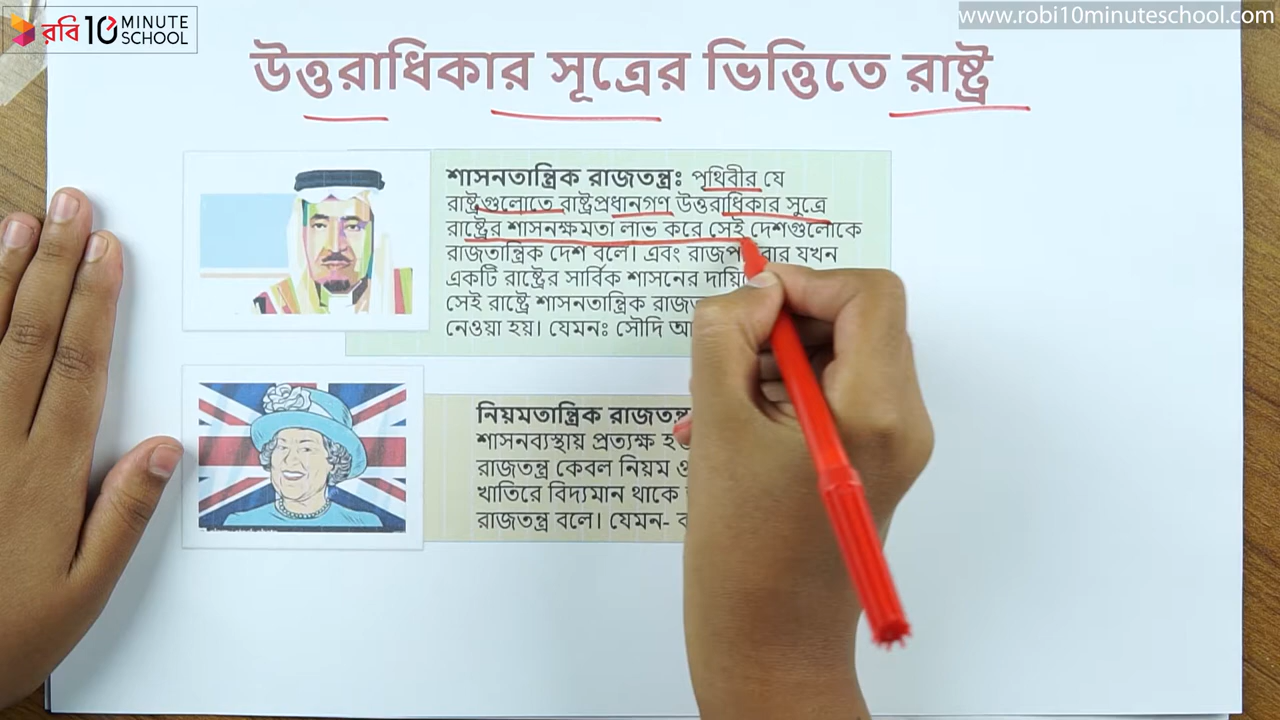 রবি 10 MINUTE SCHOOL
www.robi10minuteschool.com
উত্তরাধিকার সূত্রের ভিত্তিতে রাষ্ট্র
শাসনতান্ত্রিক রাজতন্ত্রঃ পৃথিবীর যে
রাষ্ট্রগুলোতে রাষ্ট্রপ্রধানগণ উত্তরাধিকার সুত্রে
রাষ্ট্রের শাসনক্ষমতা লাভ করে সেই দেশগুলোকে
রাজতান্ত্রিক দেশ বলে। এবং যখন
একটি রাষ্ট্রের সার্বিক শাসনের
সেই রাষ্ট্রে শাসনতান্ত্রিক
নেওয়া হয়। যেমনঃ সৌদি
নিয়মতান্ত্রিক রাজতন্ত্র
শাসনব্যস্থায় প্রত্যক্ষ
রাজতন্ত্র কেবল নিয়ম
খাতিরে বিদ্যমান থাকে
রাজতন্ত্র বলে। যেমন-